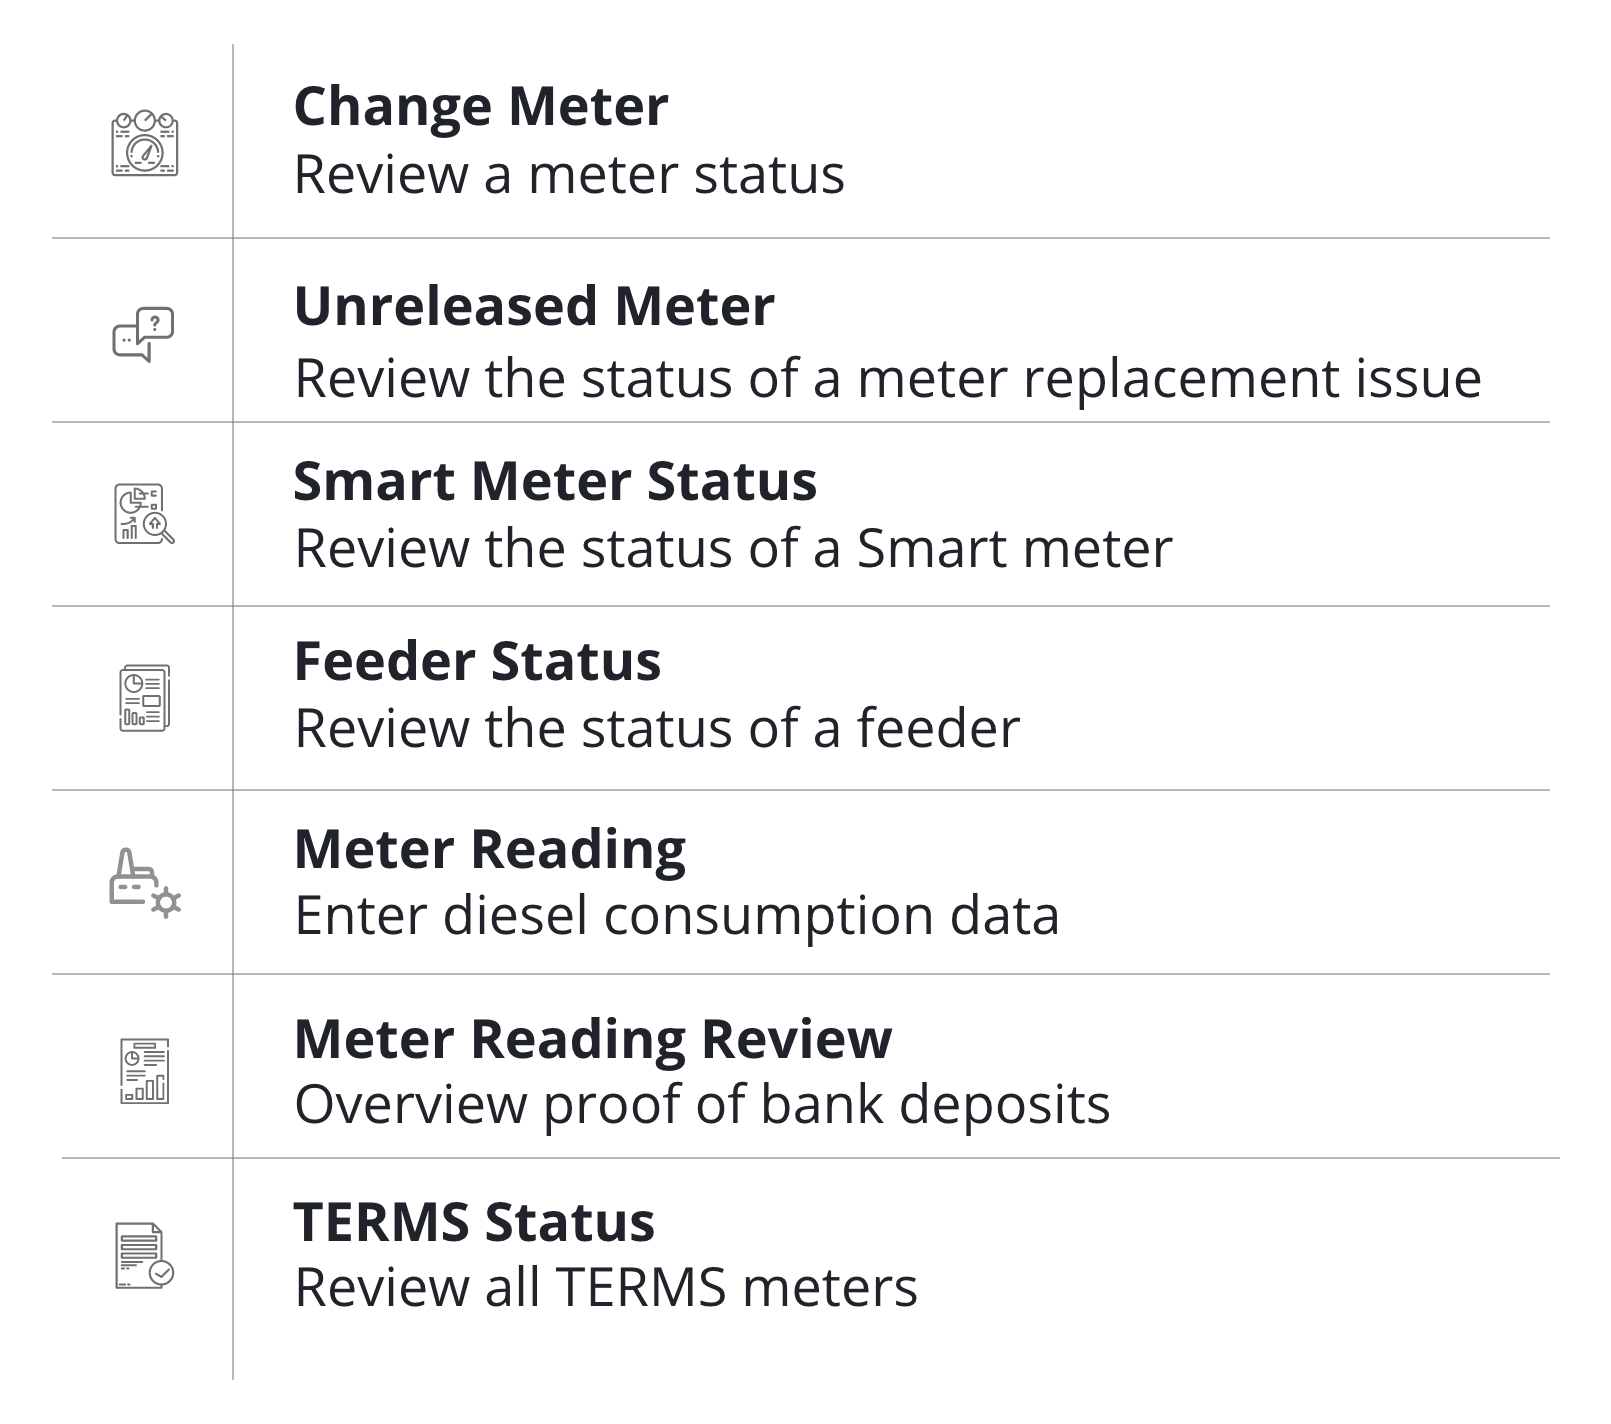 Change Meter
Review a meter status
?
Unreleased Meter
Review the status of a meter replacement issue
Smart Meter Status
Review the status of a Smart meter
Feeder Status
Review the status of a feeder
Meter Reading
Enter diesel consumption data
Meter Reading Review
Overview proof of bank deposits
TERMS Status
Review all TERMS meters